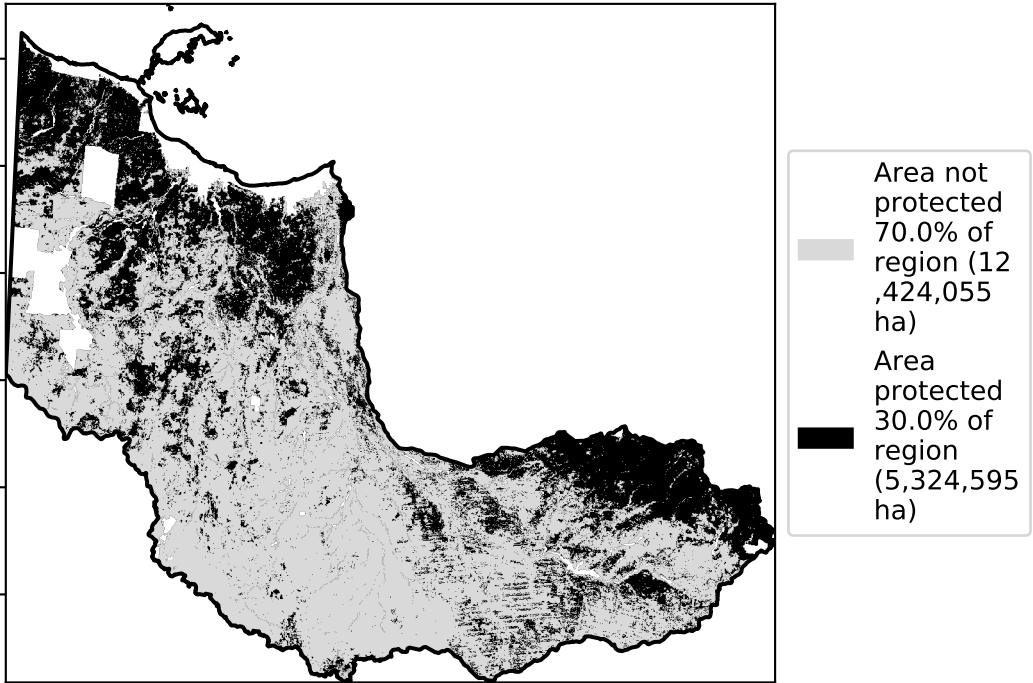 Area not
protected
70.0% of
region (12
,424,055
ha)
Area
protected
30.0% of
region
(5,324,595
ha)